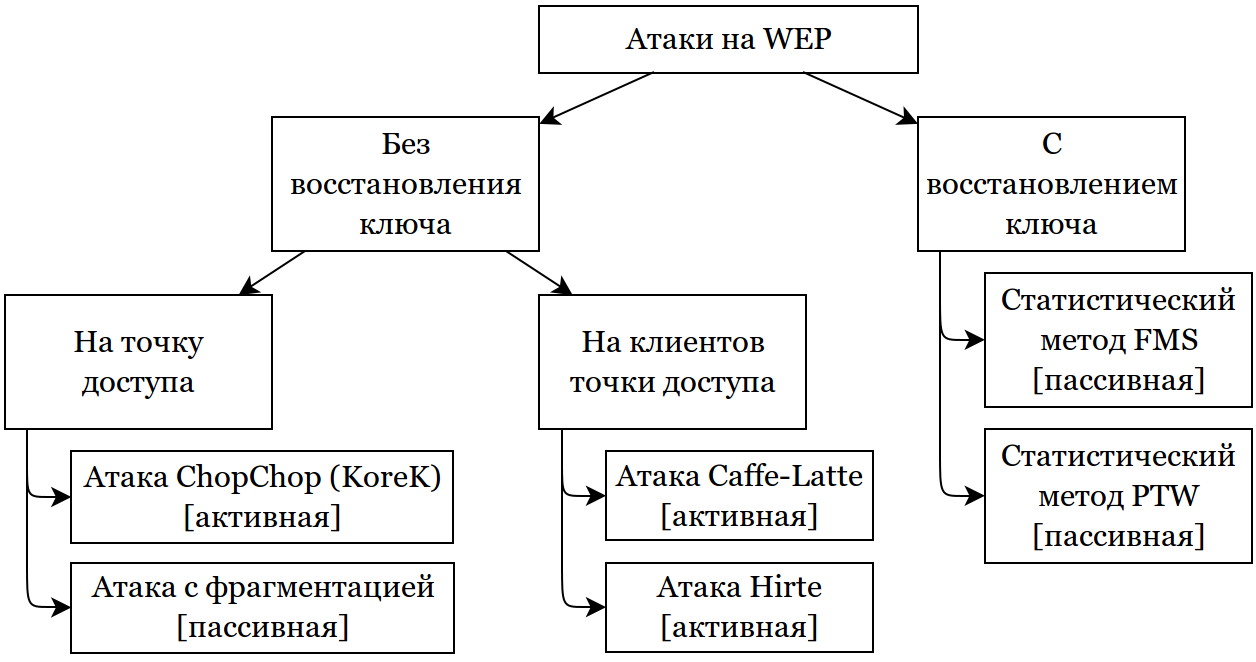 Атаки на WEP
Без
восстановления
ключа
С
восстановлением
ключа
На точку
доступа
На клиентов
точки доступа
Статистический
метод FMS
[пассивная]
Атака ChopChop (KoreK)
[активная]
Атака Caffe-Latte
[активная]
Статистический
метод PTW
[пассивная]
Атака с фрагментацией
[пассивная]
Атака Hirte
[активная]